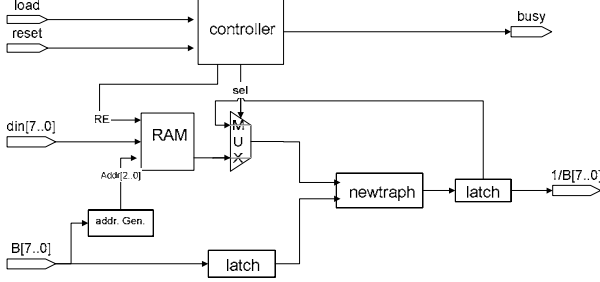 load
reset
controller
busy
sel
RE
din[7..0]
RAM
MUX
Addr[2..0]
newtraph
latch
1/B[7..0]
addr. Gen.
B[7..0]
latch